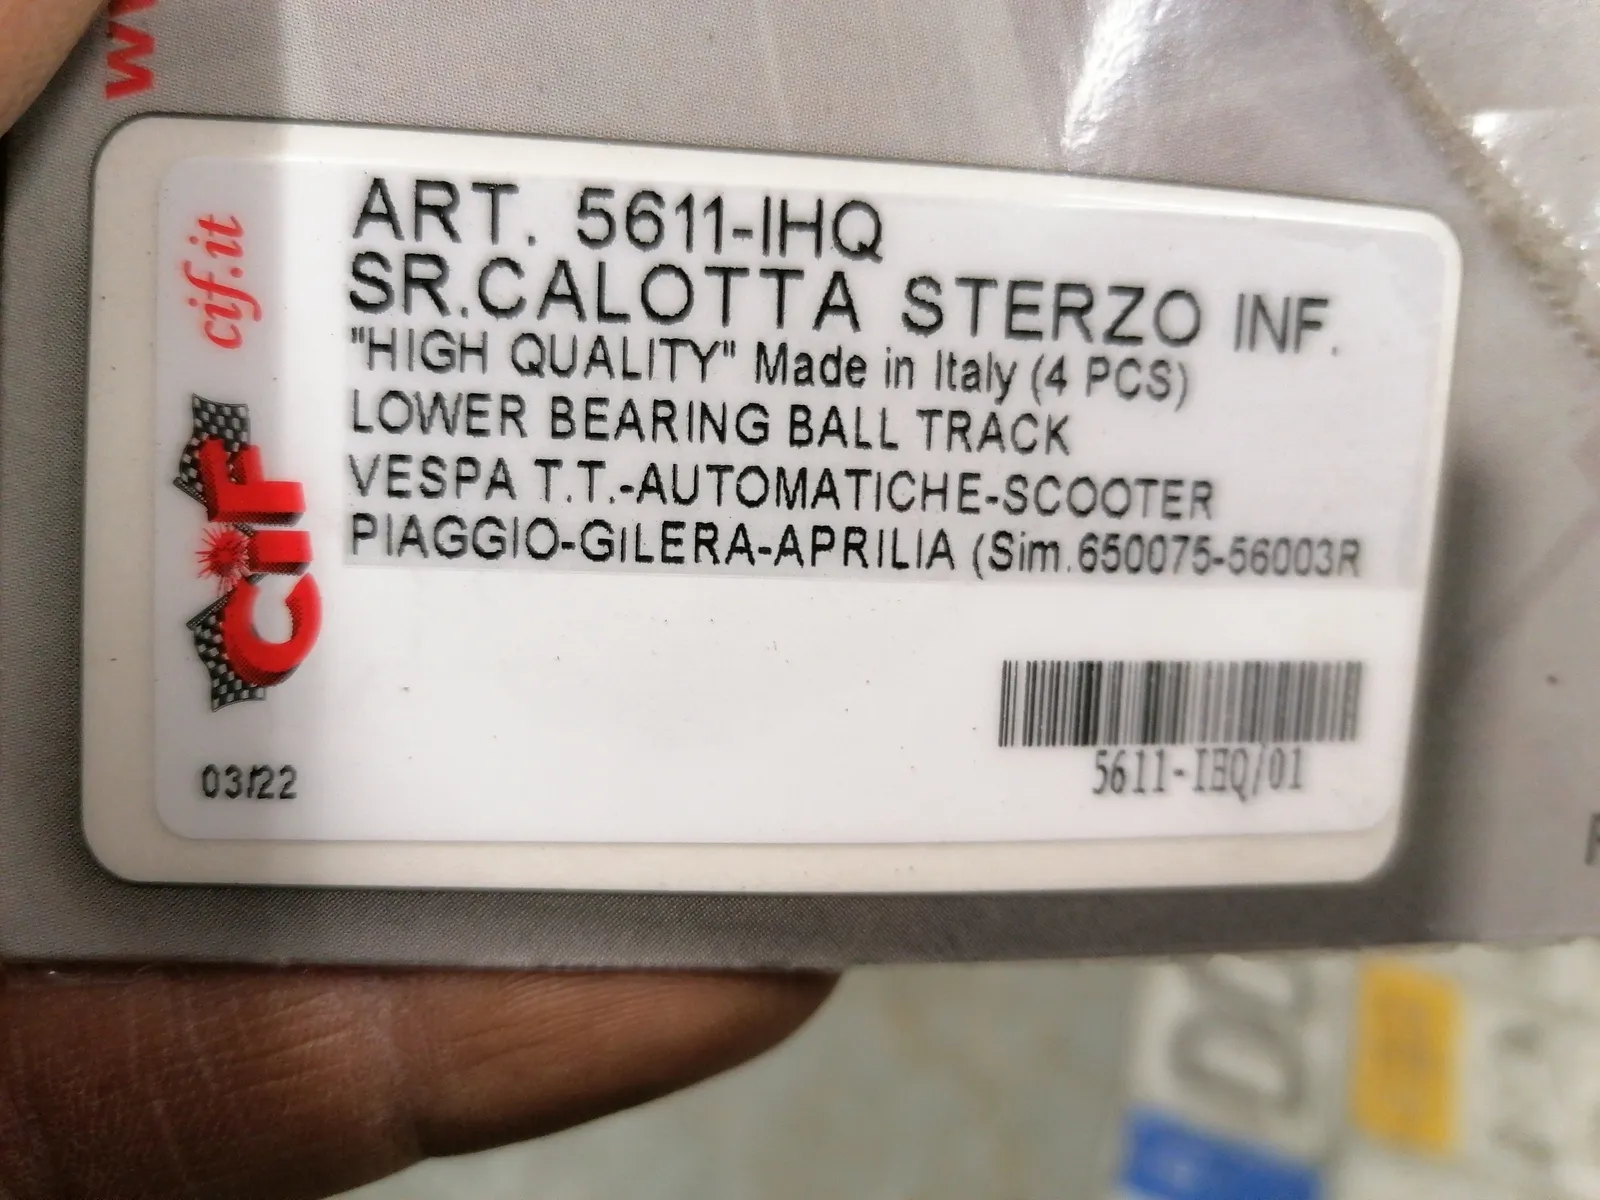 ww
cif.it
CIF
ART. 5611-IHQ
SR.CALOTTA STERZO INF.
"HIGH QUALITY" Made in Italy (4 PCS)
LOWER BEARING BALL TRACK
VESPA T.T.-AUTOMATICHE-SCOOTER
PIAGGIO-GiLERA-APRILIA (Sim.650075-56003R
03/22
5611-IHQ/01